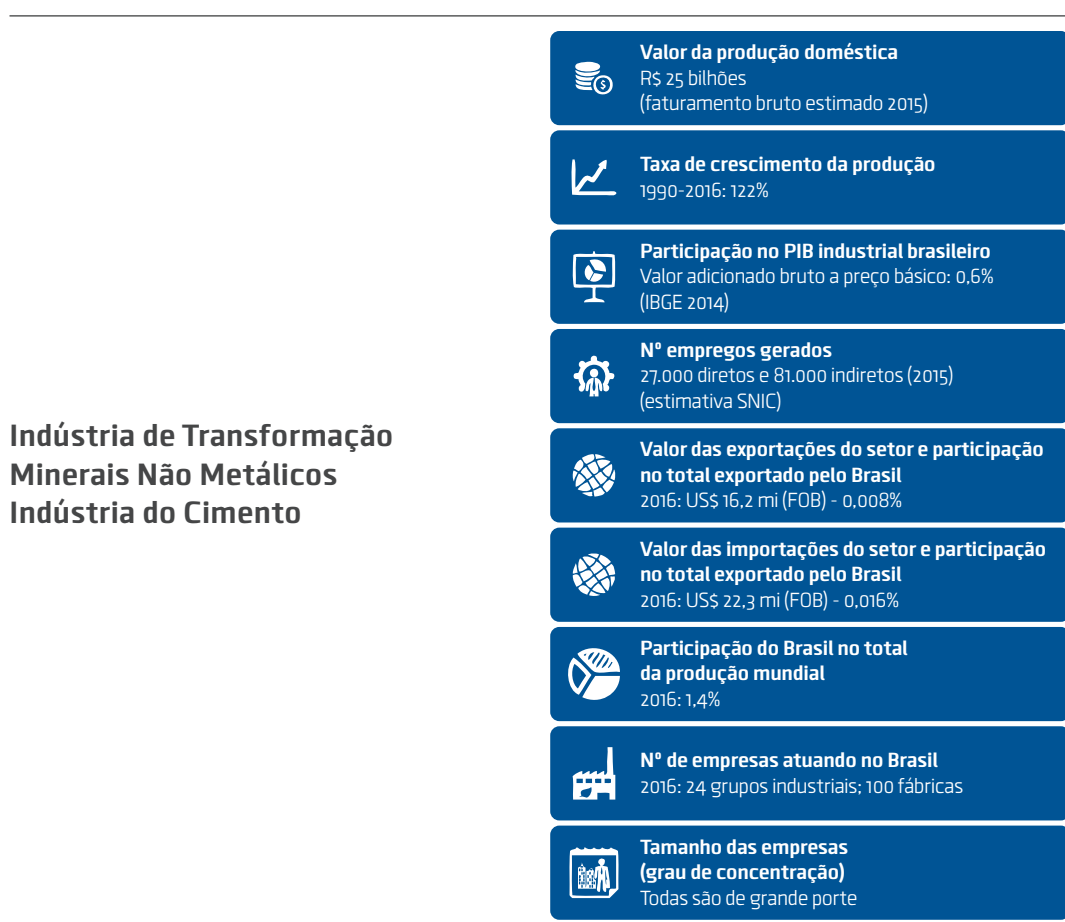 Indústria de Transformação
Minerais Não Metálicos
Indústria do Cimento
Valor da produção doméstica
R$ 25 bilhões
(faturamento bruto estimado 2015)
Taxa de crescimento da produção
1990-2016: 122%
Participação no PIB industrial brasileiro
Valor adicionado bruto a preço básico: 0,6%
(IBGE 2014)
Nº empregos gerados
27.000 diretos e 81.000 indiretos (2015)
(estimativa SNIC)
Valor das exportações do setor e participação
no total exportado pelo Brasil
2016: US$ 16,2 mi (FOB) - 0,008%
Valor das importações do setor e participação
no total exportado pelo Brasil
2016: US$ 22,3 mi (FOB) - 0,016%
Participação do Brasil no total
da produção mundial
2016: 1,4%
Nº de empresas atuando no Brasil
2016: 24 grupos industriais; 100 fábricas
Tamanho das empresas
(grau de concentração)
Todas são de grande porte